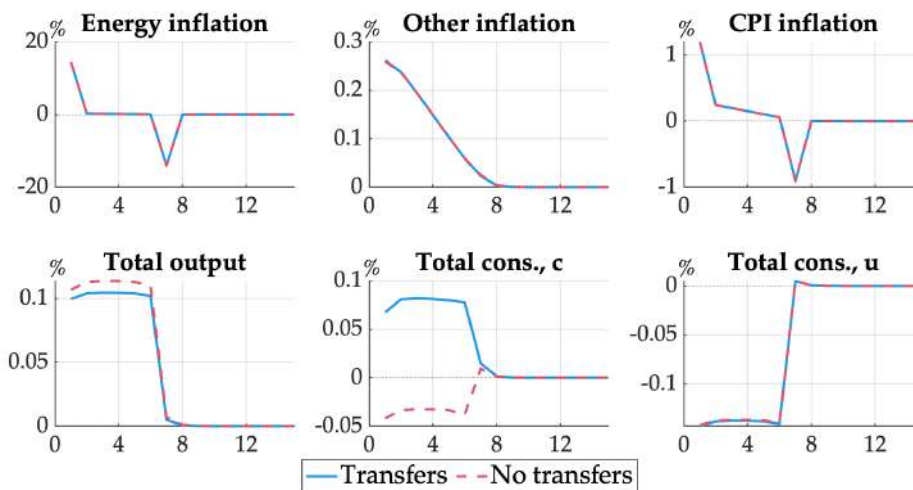 Energy inflation Other inflation CPI inflation
% % %
20 0.3 1
0 0.2 0
-20 0.1 -1
0
0 4 8 12 0 4 8 12 0 4 8 12
Total output Total cons., c Total cons., u
% % %
0.1 0.1 0
0.05 0.05 -0.05
0 0 -0.1
-0.05
0 4 8 12 0 4 8 12 0 4 8 12
Transfers No transfers